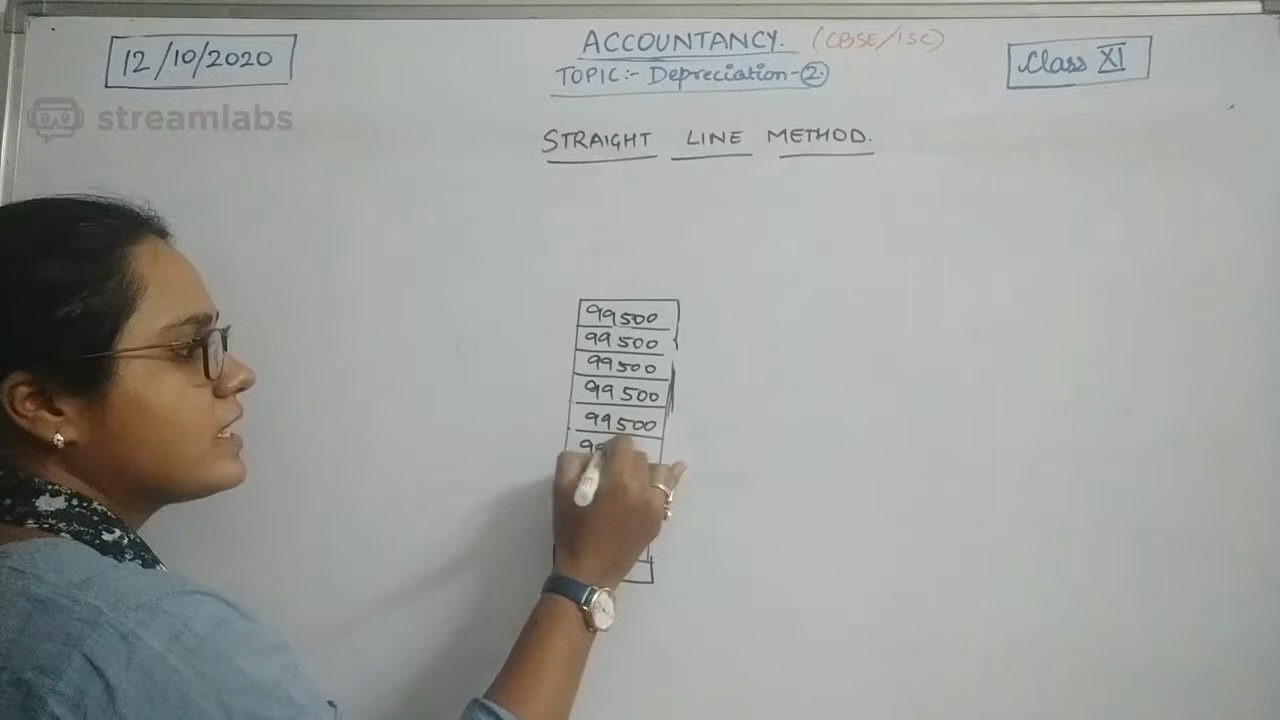 12/10/2020
ACCOUNTANCY. (CBSE/ISC)
TOPIC:- Depreciation-2.
Class XI
streamlabs
STRAIGHT LINE METHOD.
99500
99500
99500
99500
99500